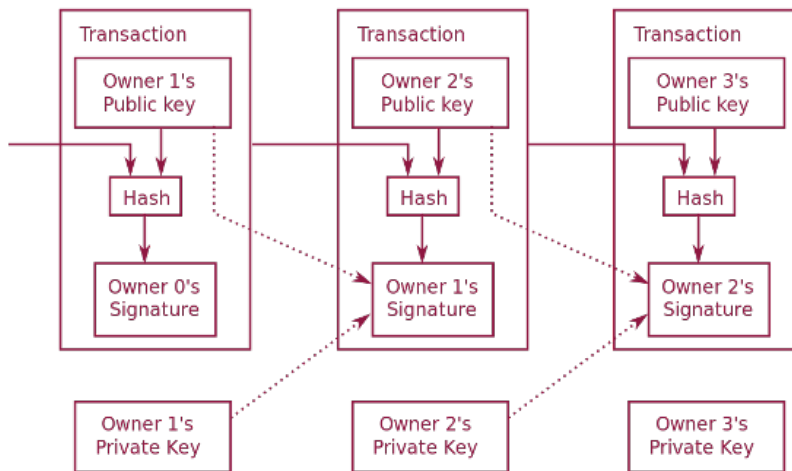 Transaction
Transaction
Transaction
Owner 1's
Public key
Owner 2's
Public key
Owner 3's
Public key
Hash
Hash
Hash
Owner 0's
Signature
Owner 1's
Signature
Owner 2's
Signature
Owner 1's
Private Key
Owner 2's
Private Key
Owner 3's
Private Key